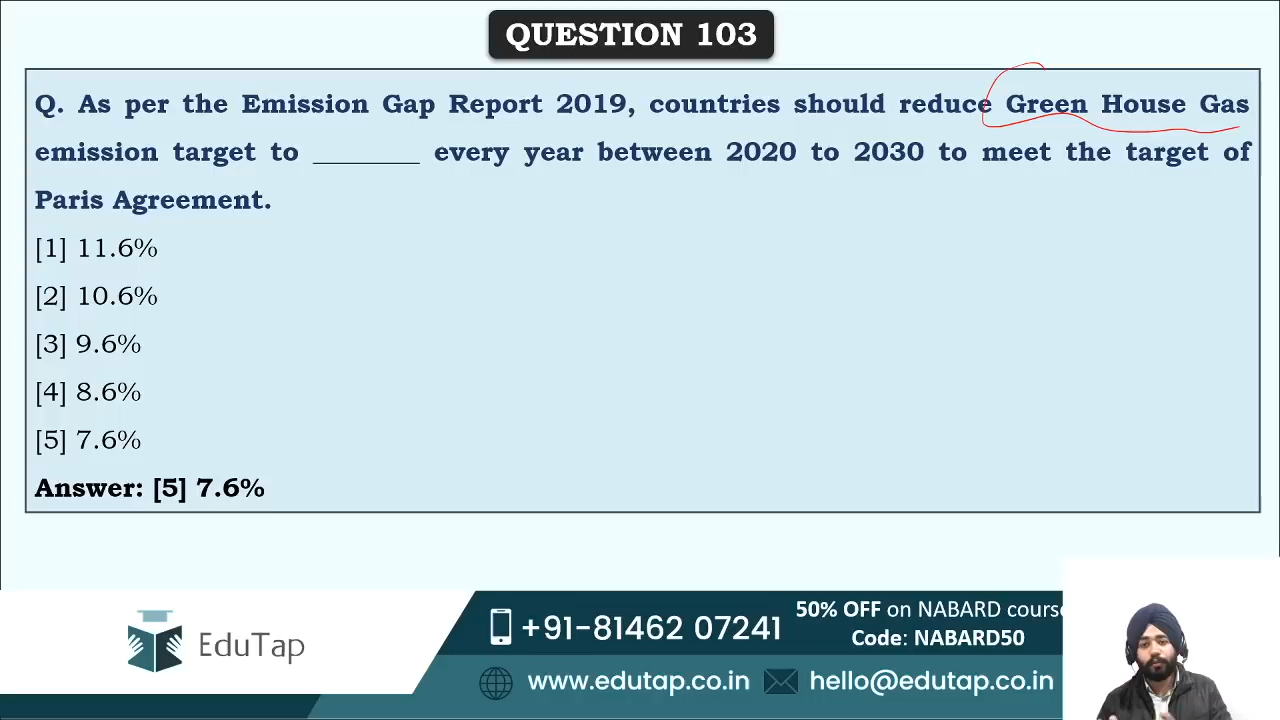 QUESTION 103
Q. As per the Emission Gap Report 2019, countries should reduce Green House Gas
emission target to ________ every year between 2020 to 2030 to meet the target of
Paris Agreement.
[1] 11.6%
[2] 10.6%
[3] 9.6%
[4] 8.6%
[5] 7.6%
Answer: [5] 7.6%
EduTap
+91-81462 07241
50% OFF on NABARD course
Code: NABARD50
www.edutap.co.in
hello@edutap.co.in